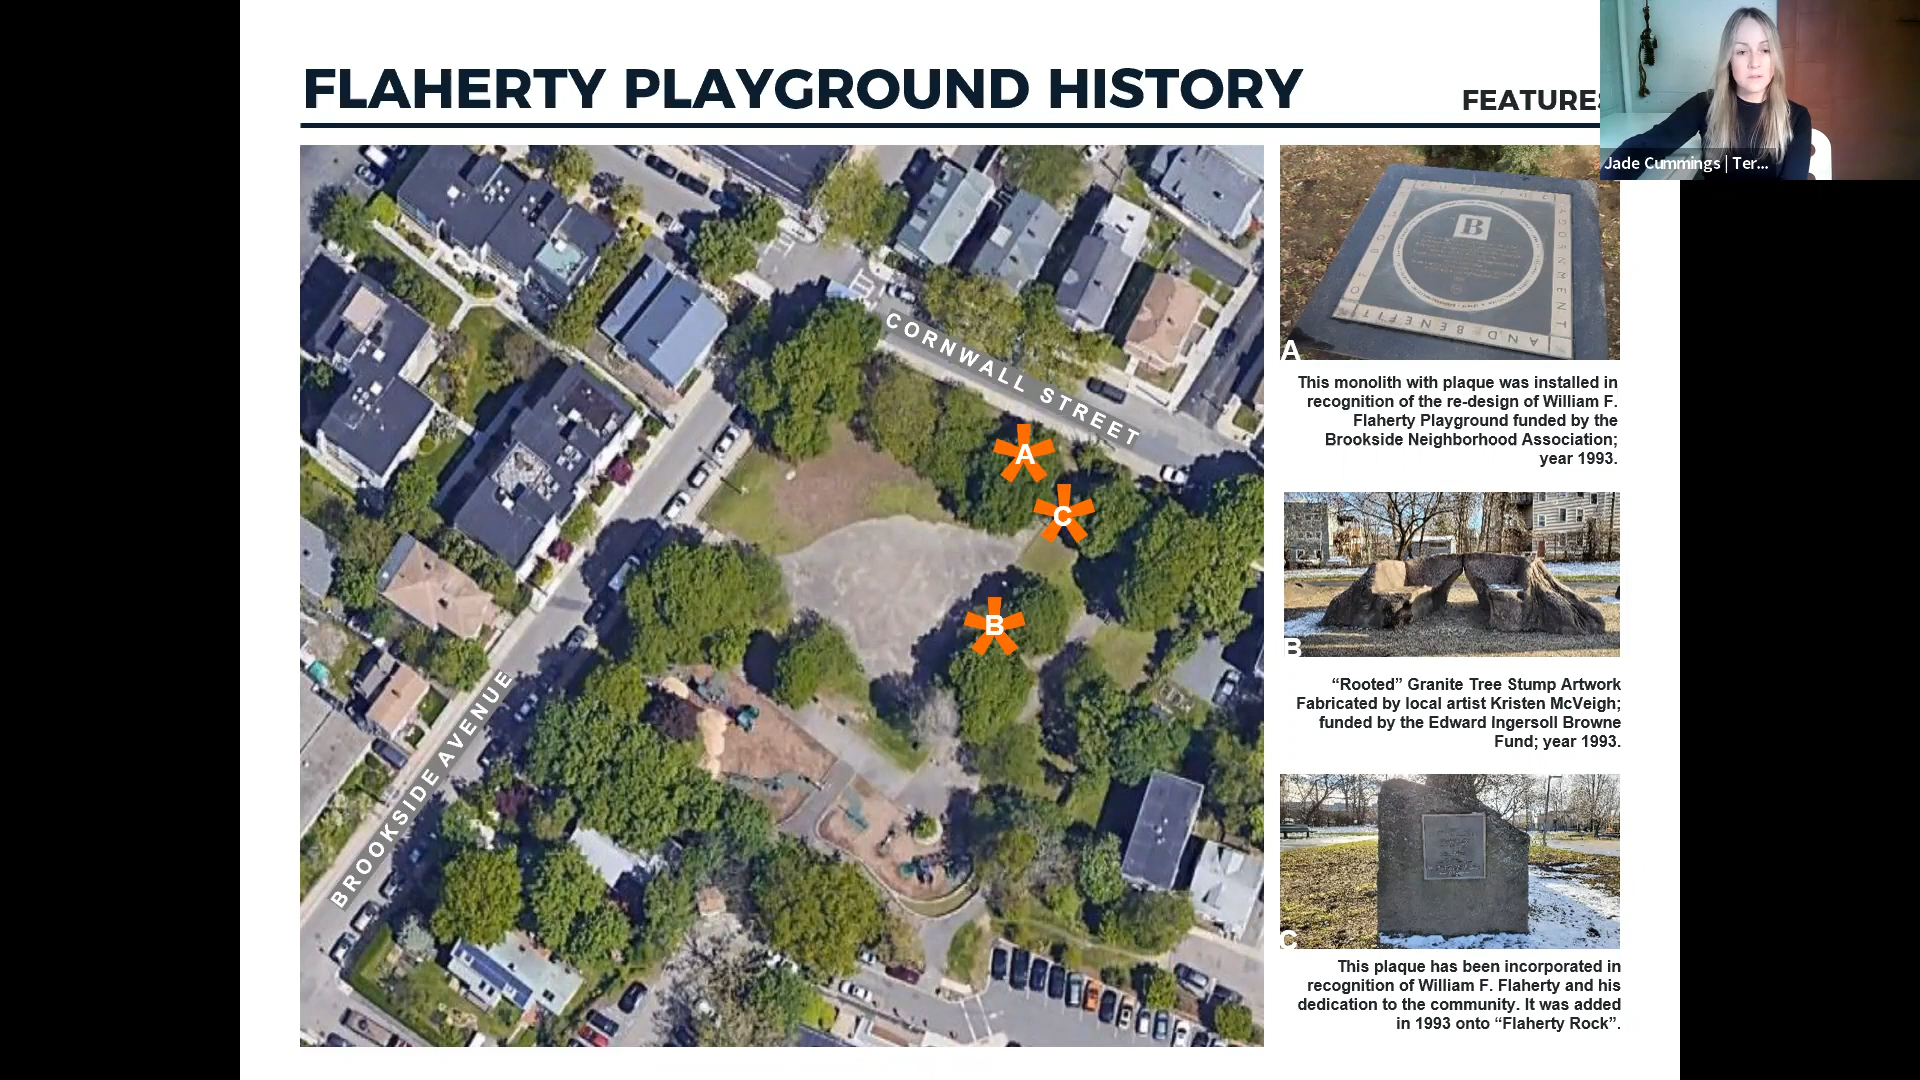 FLAHERTY PLAYGROUND HISTORY
FEATURES
Jade Cummings | Ter...
CORNWALL STREET
BROOKSIDE AVENUE
A
C
B
B
ADORNMENT
AND BENEFIT
OF
A
This monolith with plaque was installed in
recognition of the re-design of William F.
Flaherty Playground funded by the
Brookside Neighborhood Association;
year 1993.
B
“Rooted” Granite Tree Stump Artwork
Fabricated by local artist Kristen McVeigh;
funded by the Edward Ingersoll Browne
Fund; year 1993.
C
This plaque has been incorporated in
recognition of William F. Flaherty and his
dedication to the community. It was added
in 1993 onto “Flaherty Rock”.